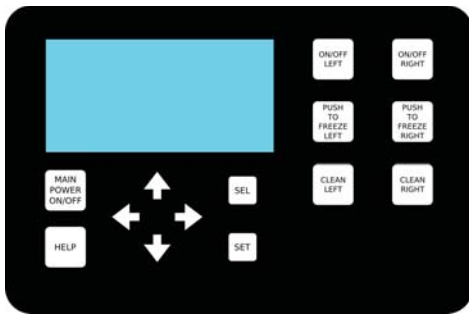 ON/OFF
LEFT
ON/OFF
RIGHT
PUSH
TO
FREEZE
LEFT
PUSH
TO
FREEZE
RIGHT
MAIN
POWER
ON/OFF
SEL
CLEAN
LEFT
CLEAN
RIGHT
HELP
SET